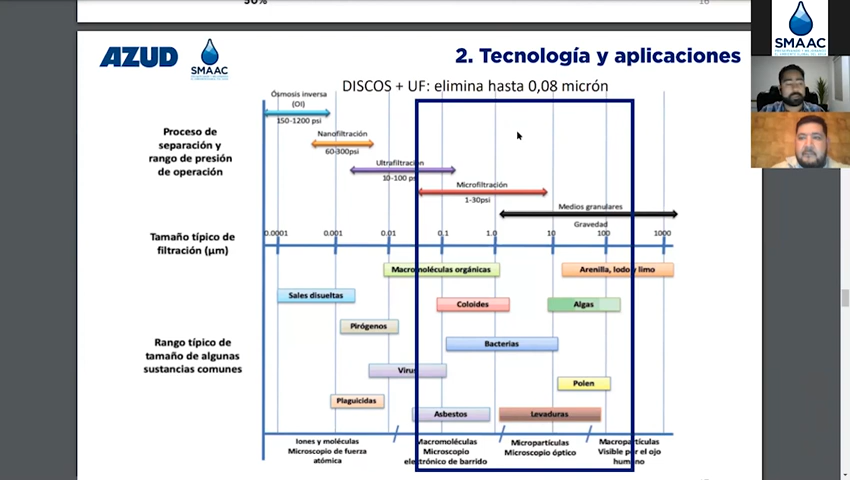 50%
16
AZUD
SMAAC
2. Tecnología y aplicaciones
SMAAC
DISCOS + UF: elimina hasta 0,08 micrón
Proceso de
separación y
rango de presión
de operación
Ósmosis inversa
(OI)
150-1200 psi
Nanofiltración
60-300psi
Ultrafiltración
10-100 psi
Microfiltración
1-30psi
Medios granulares
Gravedad
Tamaño típico de
filtración (µm)
0.0001
0.001
0.01
0.1
1.0
10
100
1000
Rango típico de
tamaño de algunas
sustancias comunes
Macromoléculas orgánicas
Arenilla, lodo y limo
Sales disueltas
Coloides
Algas
Pirógenos
Bacterias
Virus
Polen
Plaguicidas
Asbestos
Levaduras
Iones y moléculas
Microscopio de fuerza
atómica
Macromoléculas
Microscopio
electrónico de barrido
Micropartículas
Microscopio óptico
Macropartículas
Visible por el ojo
humano